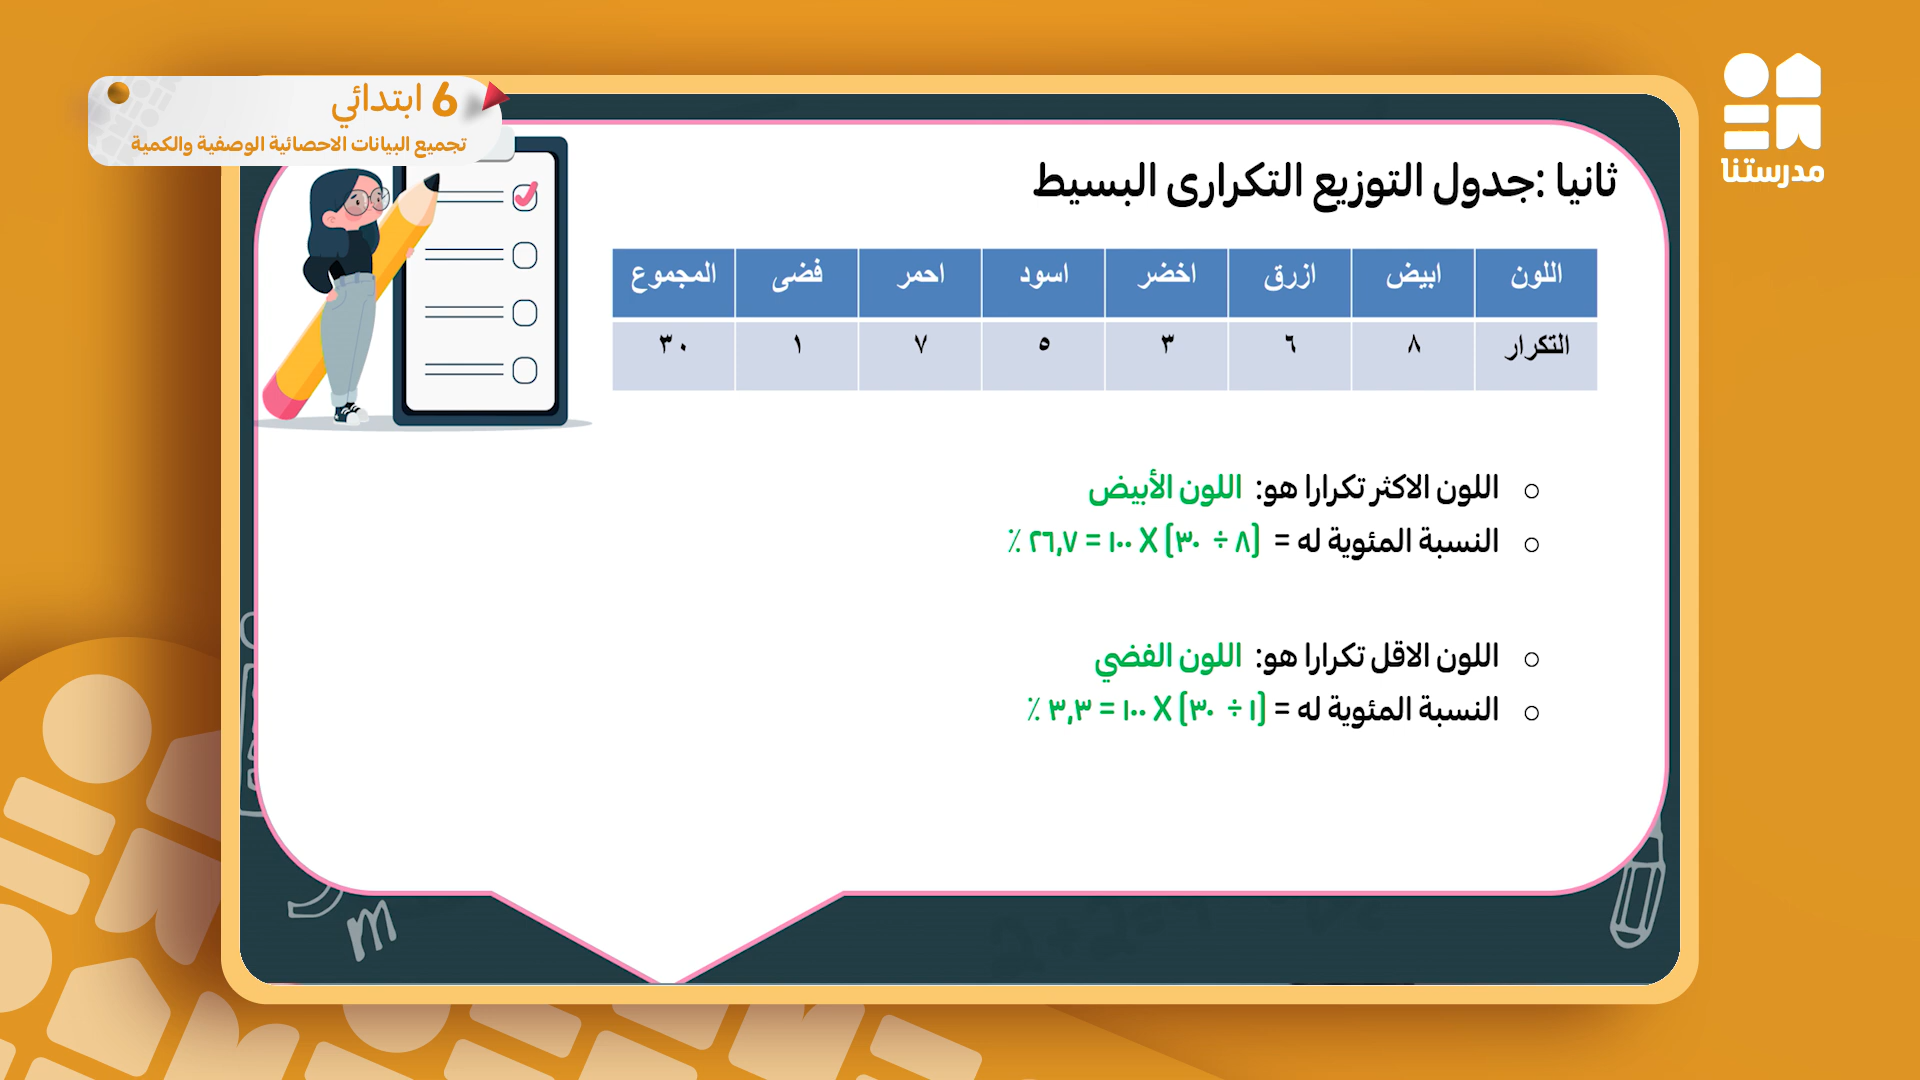 6 ابتدائي
تجميع البيانات الاحصائية الوصفية والكمية
مدرستنا
ثانيا :جدول التوزيع التكرارى البسيط
اللون ابيض ازرق اخضر اسود احمر فضى المجموع
التكرار ٨ ٦ ٣ ٥ ٧ ١ ٣٠
○ اللون الاكثر تكرارا هو: اللون الأبيض
○ النسبة المئوية له = (٨ ÷ ٣٠) X ١٠٠ = ٢٦,٧ ٪
○ اللون الاقل تكرارا هو: اللون الفضي
○ النسبة المئوية له = (١ ÷ ٣٠) X ١٠٠ = ٣,٣ ٪
m